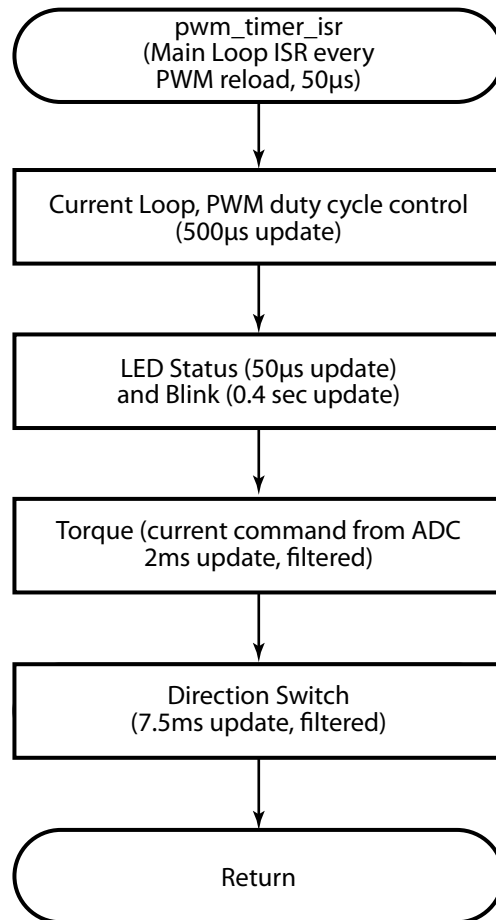 pwm_timer_isr
(Main Loop ISR every
PWM reload, 50µs)
Current Loop, PWM duty cycle control
(500µs update)
LED Status (50µs update)
and Blink (0.4 sec update)
Torque (current command from ADC
2ms update, filtered)
Direction Switch
(7.5ms update, filtered)
Return